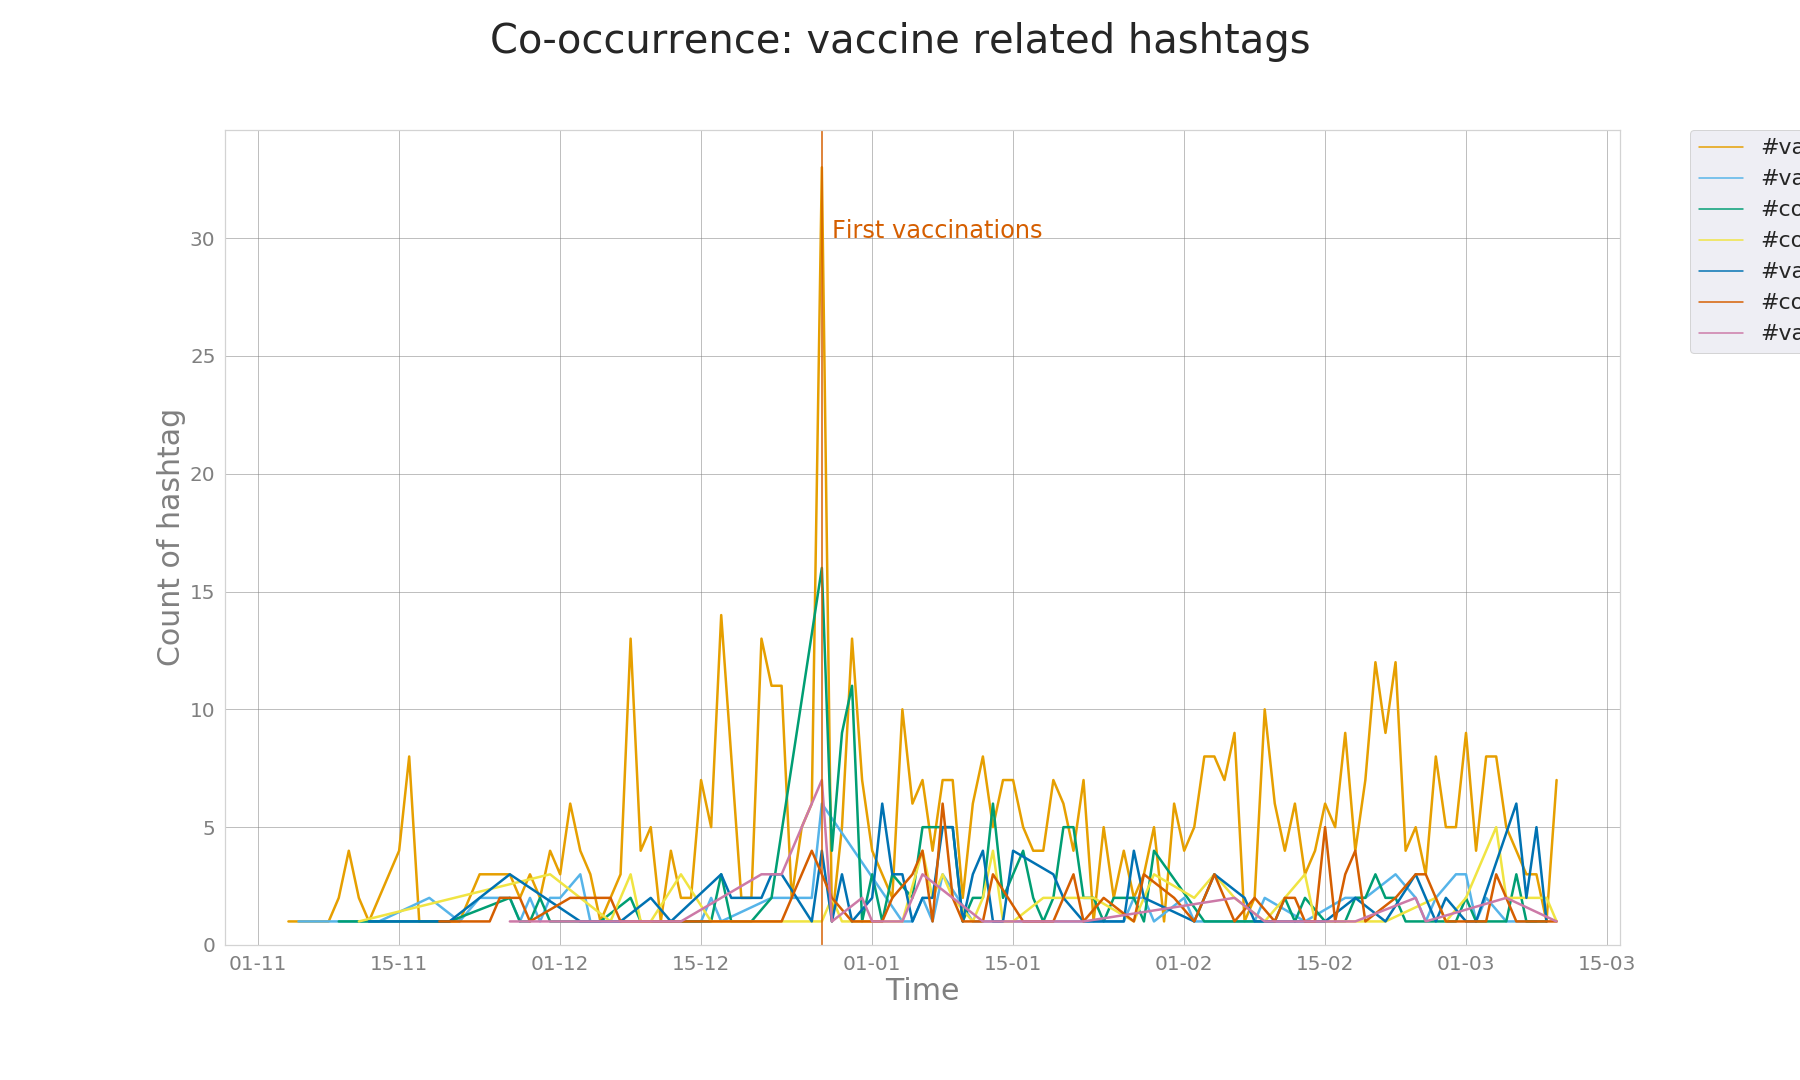 Co-occurrence: vaccine related hashtags
#va
#va
#co
#co
#va
#co
#va
First vaccinations
30
25
20
15
10
5
0
Count of hashtag
01-11
15-11
01-12
15-12
01-01
15-01
01-02
15-02
01-03
15-03
Time